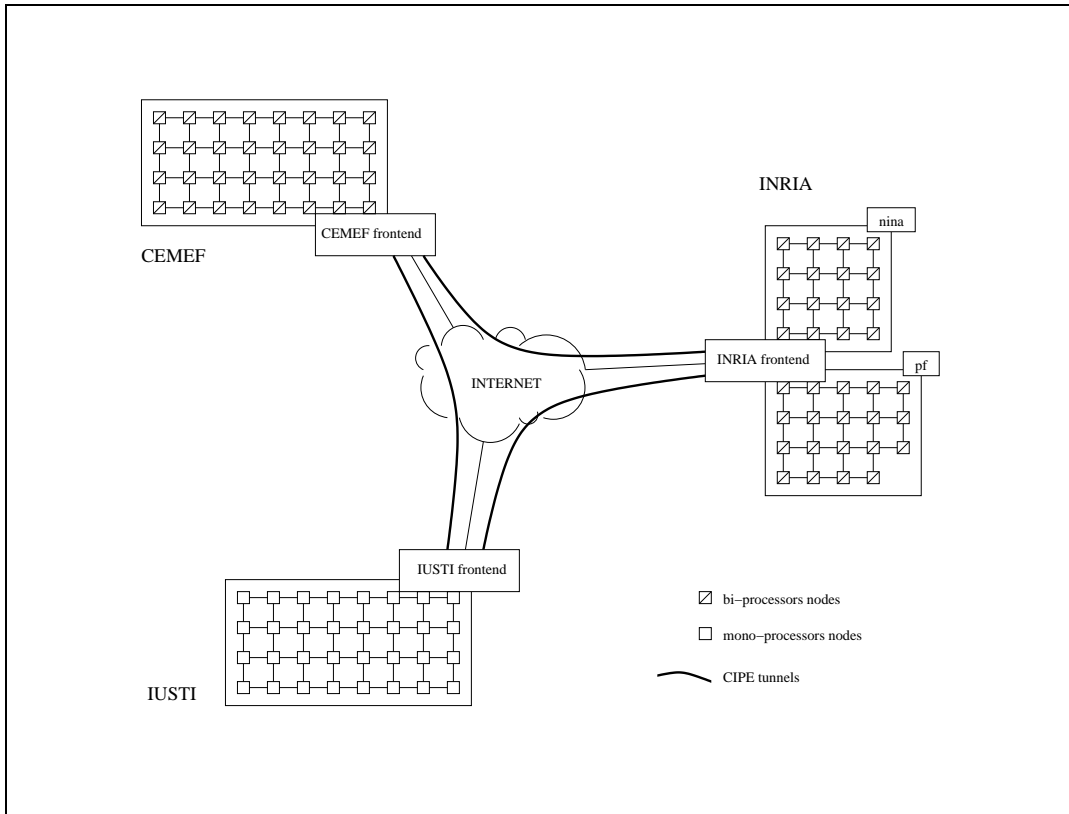 CEMEF frontend
CEMEF
INRIA
nina
INRIA frontend
pf
INTERNET
IUSTI frontend
IUSTI
bi−processors nodes
mono−processors nodes
CIPE tunnels